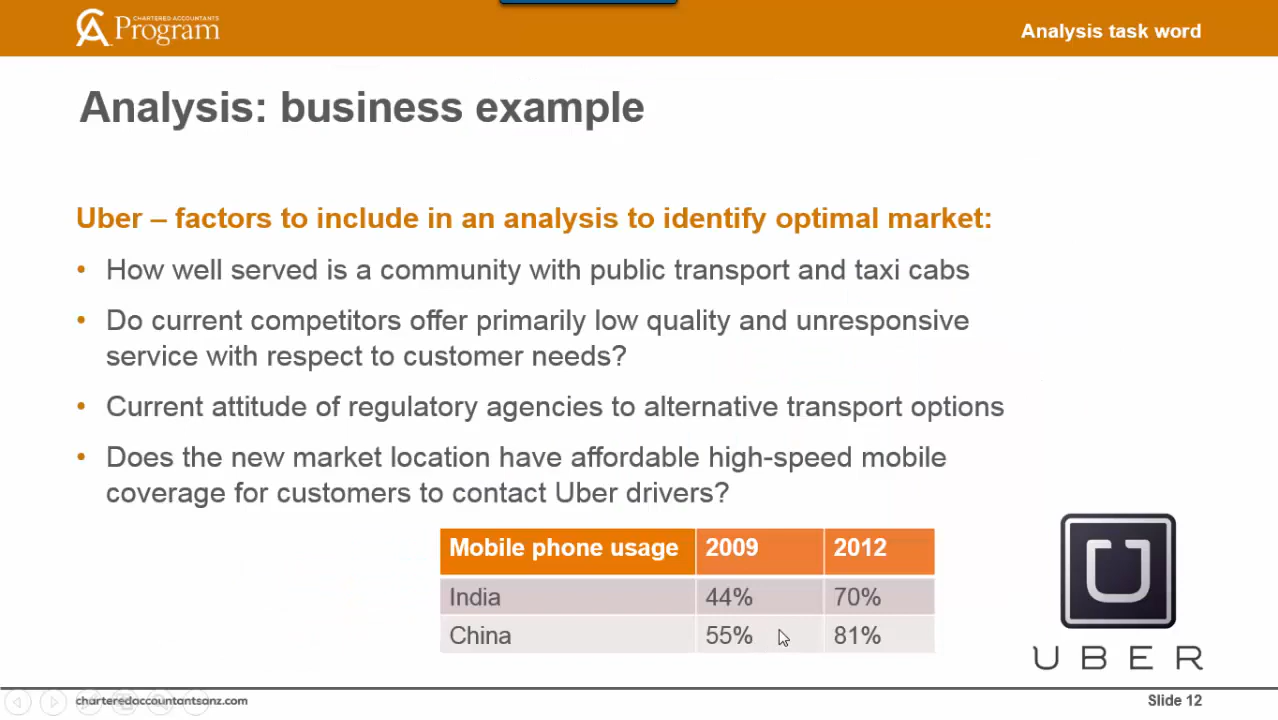 CHARTERED ACCOUNTANTS
CA Program
Analysis task word
Analysis: business example
Uber – factors to include in an analysis to identify optimal market:
• How well served is a community with public transport and taxi cabs
• Do current competitors offer primarily low quality and unresponsive
service with respect to customer needs?
• Current attitude of regulatory agencies to alternative transport options
• Does the new market location have affordable high-speed mobile
coverage for customers to contact Uber drivers?
Mobile phone usage 2009 2012
India 44% 70%
China 55% 81%
U
UBER
charteredaccountantsanz.com
Slide 12